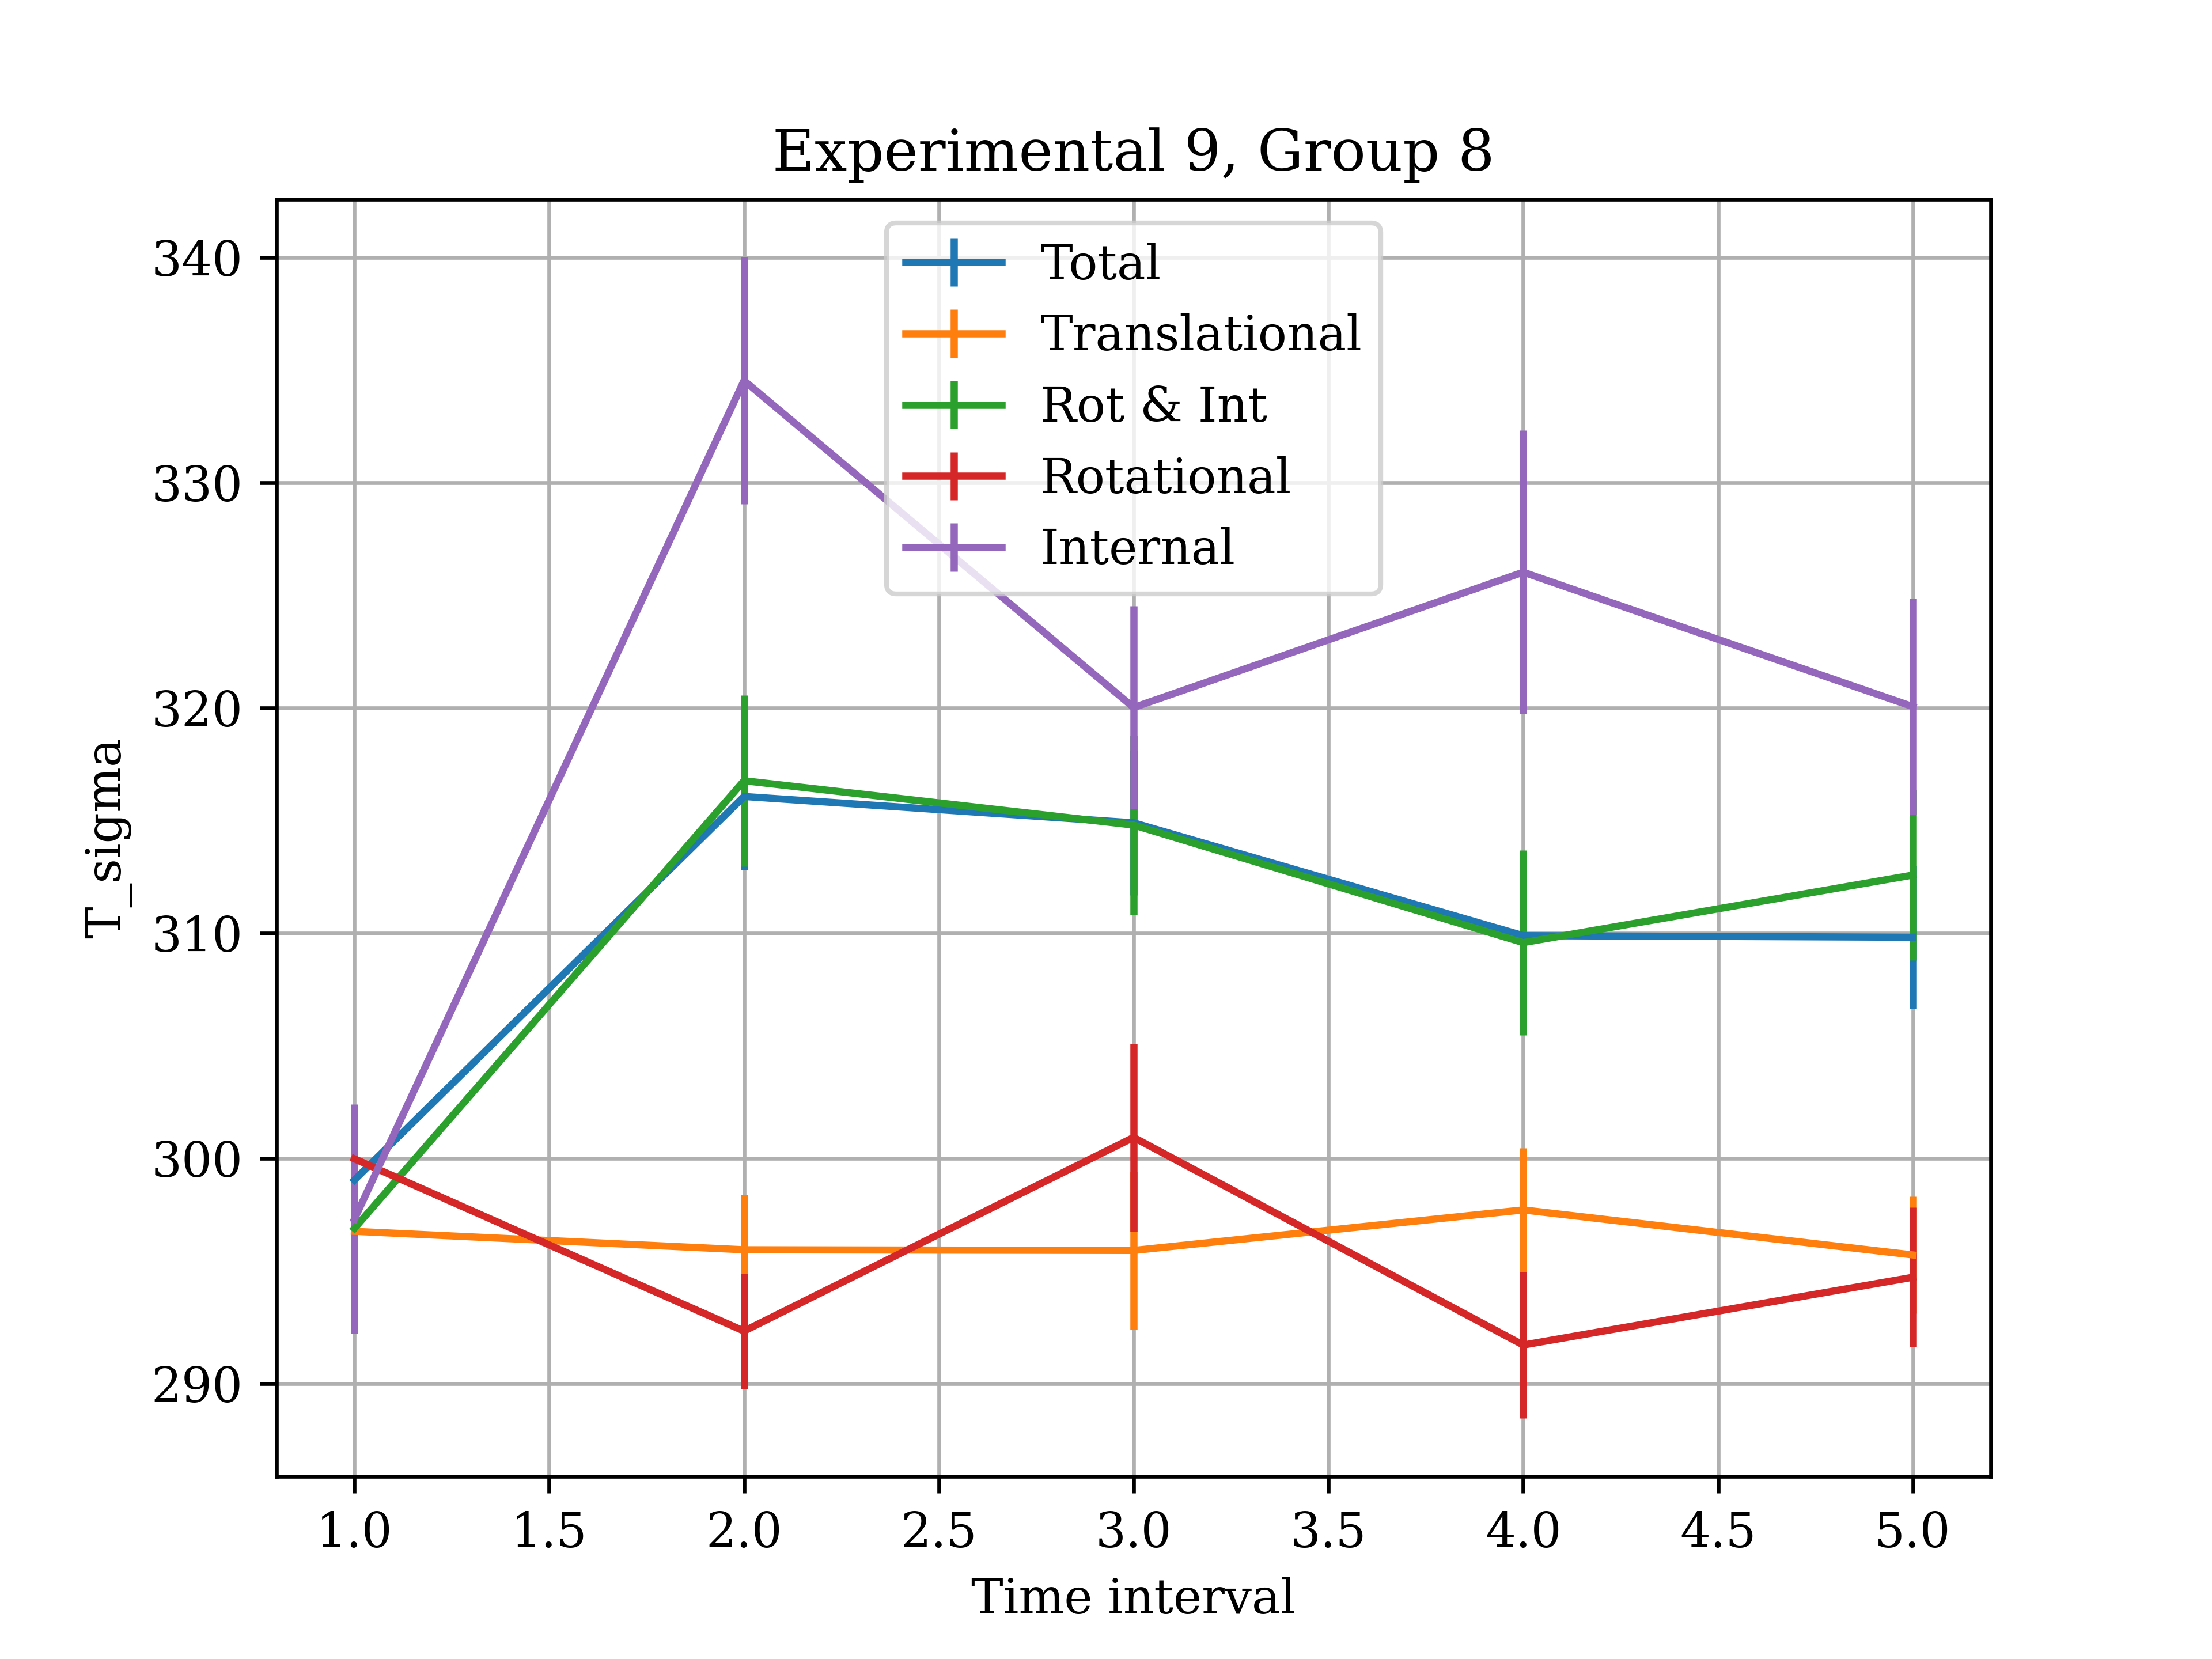 Experimental 9, Group 8
340
330
320
310
300
290
T_sigma
Total
Translational
Rot & Int
Rotational
Internal
1.0 1.5 2.0 2.5 3.0 3.5 4.0 4.5 5.0
Time interval